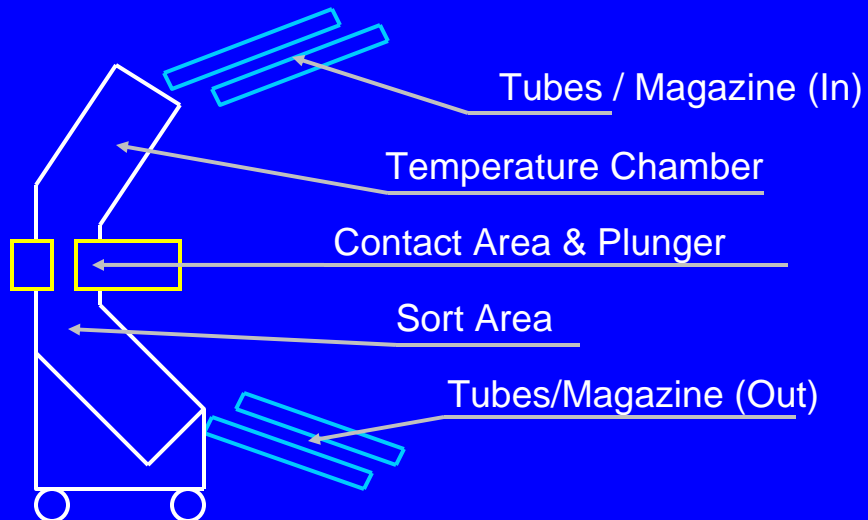 Tubes / Magazine (In)
Temperature Chamber
Contact Area & Plunger
Sort Area
Tubes/Magazine (Out)